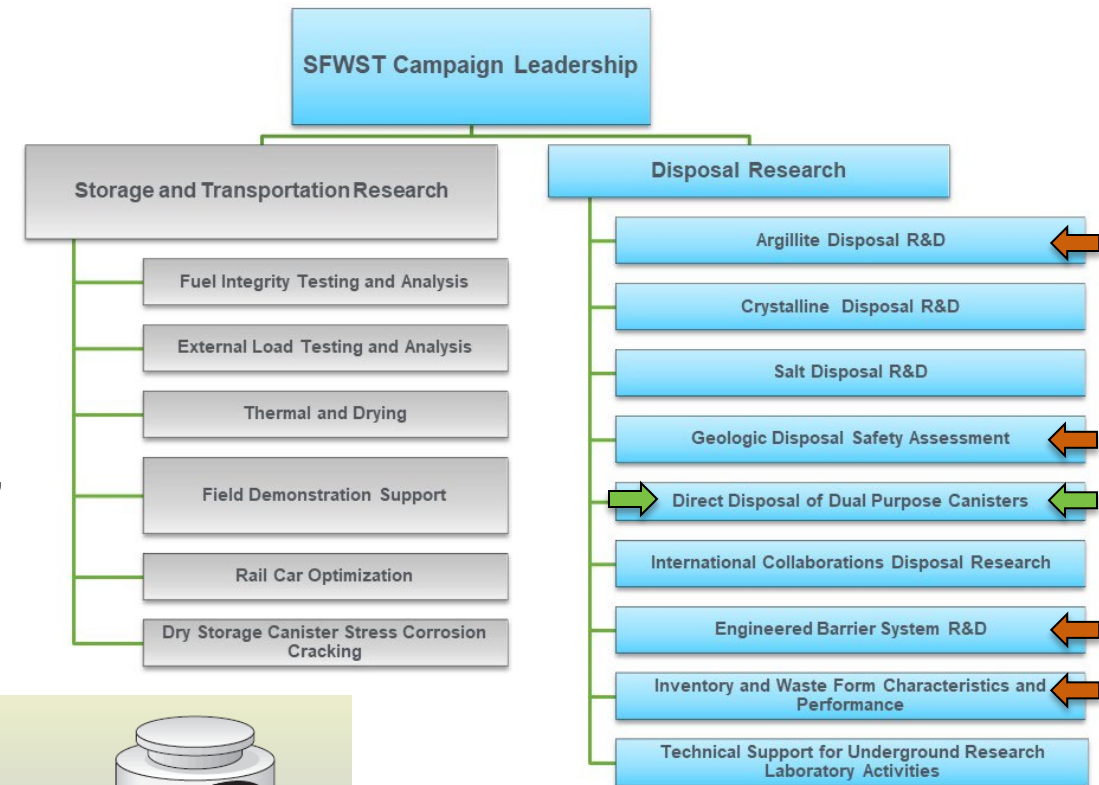 SFWST Campaign Leadership
Storage and Transportation Research
Fuel Integrity Testing and Analysis
External Load Testing and Analysis
Thermal and Drying
Field Demonstration Support
Rail Car Optimization
Dry Storage Canister Stress Corrosion
Cracking
Disposal Research
Argillite Disposal R&D
Crystalline Disposal R&D
Salt Disposal R&D
Geologic Disposal Safety Assessment
Direct Disposal of Dual Purpose Canisters
International Collaborations Disposal Research
Engineered Barrier System R&D
Inventory and Waste Form Characteristics and
Performance
Technical Support for Underground Research
Laboratory Activities